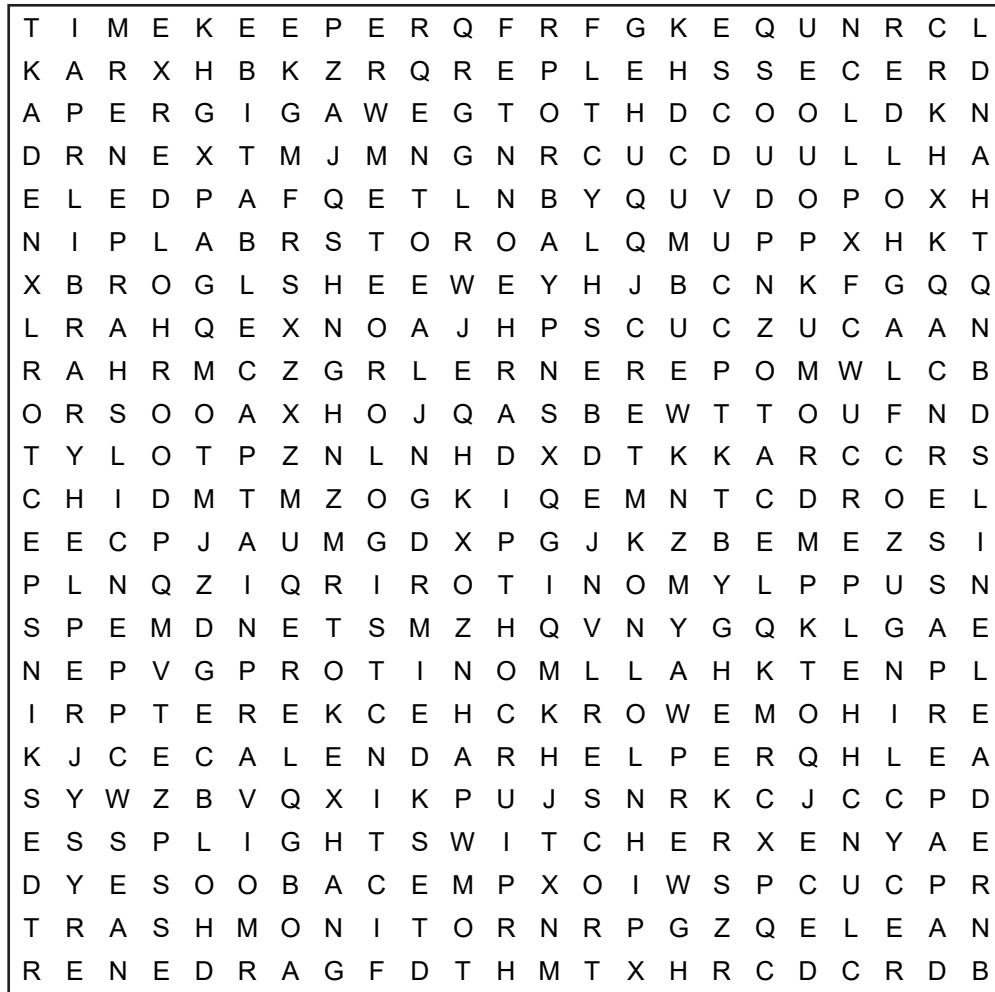 T I M E K E E P E R Q F R F G K E Q U N R C L
K A R X H B K Z R Q R E P L E H S S E C E R D
A P E R G I G A W E G T O T H D C O O L D K N
D R N E X T M J M N G N R C U C D U U L L H A
E L E D P A F Q E T L N B Y Q U V D O P O X H
N I P L A B R S T O R O A L Q M U P P X H K T
X B R O G L S H E E W E Y H J B C N K F G Q Q
L R A H Q E X N O A J H P S C U C Z U C A A N
R A H R M C Z G R L E R N E R E P O M W L C B
O R S O O A X H O J Q A S B E W T T O U F N D
T Y L O T P Z N L N H D X D T K K A R C C R S
C H I D M T M Z O G K I Q E M N T C D R O E L
E E C P J A U M G D X P G J K Z B E M E Z S I
P L N Q Z I Q R I R O T I N O M Y L P P U S N
S P E M D N E T S M Z H Q V N Y G Q K L G A E
N E P V G P R O T I N O M L L A H K T E N P L
I R P T E R E K C E H C K R O W E M O H I R E
K J C E C A L E N D A R H E L P E R Q H L E A
S Y W Z B V Q X I K P U J S N R K C J C C P D
E S S P L I G H T S W I T C H E R X E N Y A E
D Y E S O O B A C E M P X O I W S P C U C P R
T R A S H M O N I T O R N R P G Z Q E L E A N
R E N E D R A G F D T H M T X H R C D C R D B